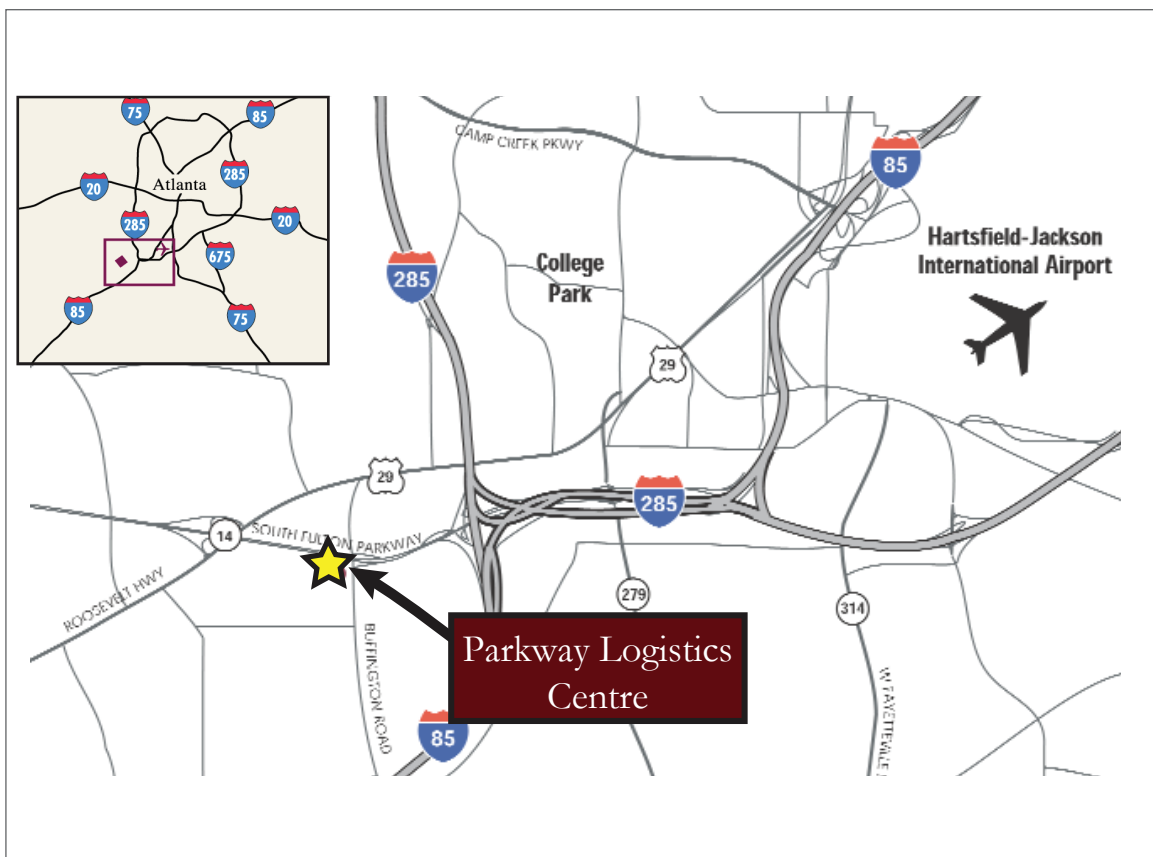 75
85
285
20
Atlanta
285
20
675
85
75
CAMP CREEK PKWY
85
Hartsfield-Jackson
International Airport
285
College
Park
29
29
285
14
SOUTH FULTON PARKWAY
ROOSEVELT HWY
279
314
Parkway Logistics
Centre
BUFFINGTON ROAD
W FAYETTEVILLE
85